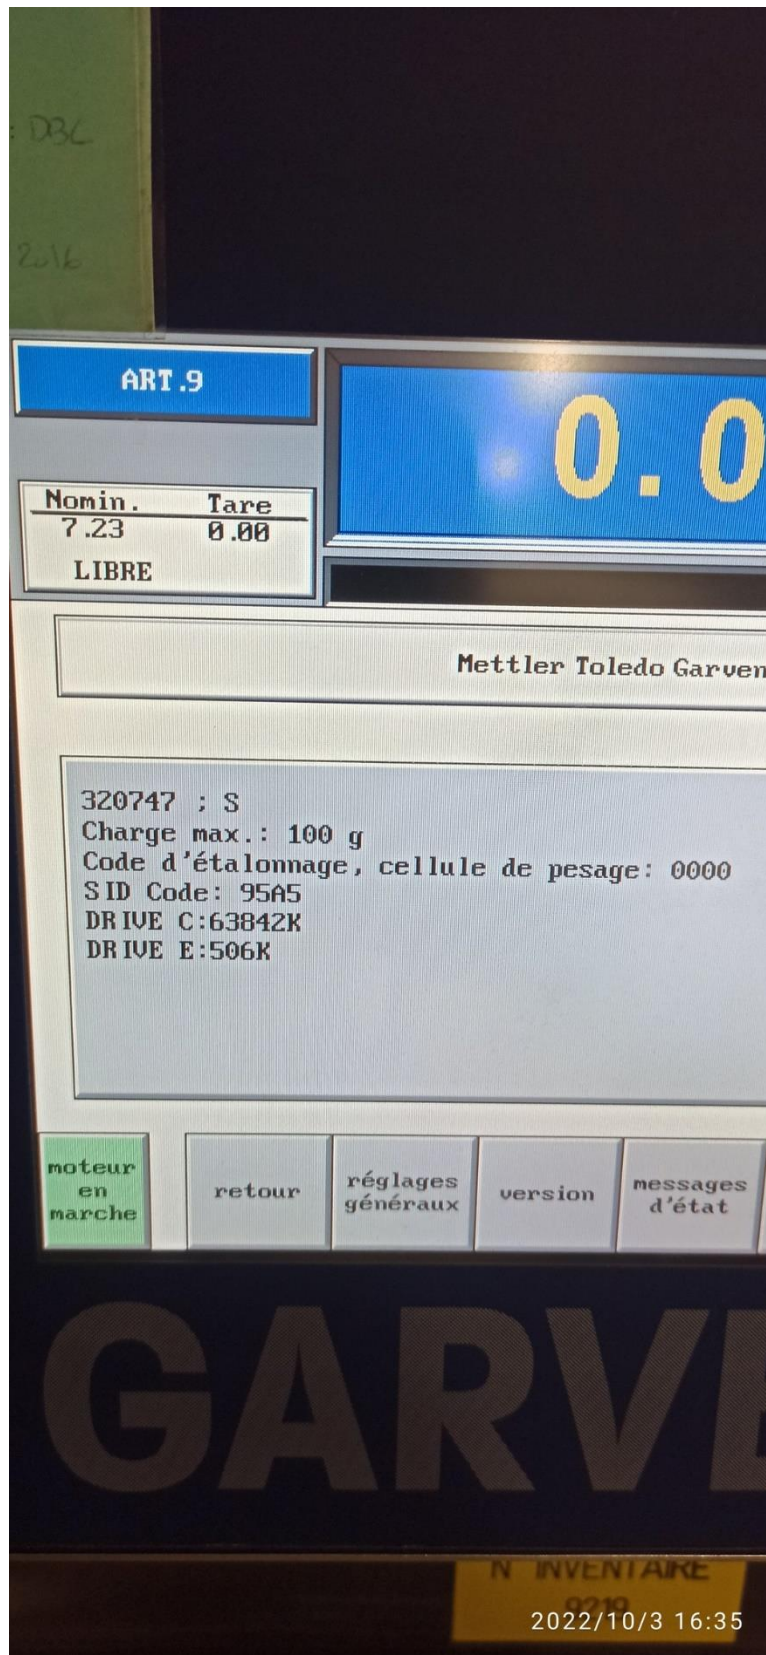 : DBC
2016
ART.9
0.0
Nomin. Tare
7.23 0.00
LIBRE
Mettler Toledo Garven
320747 ; S
Charge max.: 100 g
Code d'étalonnage, cellule de pesage: 0000
SID Code: 95A5
DRIVE C:63842K
DRIVE E:506K
moteur
en
marche
retour
réglages
généraux
version
messages
d'état
GARVE
N° INVENTAIRE
9219
2022/10/3 16:35